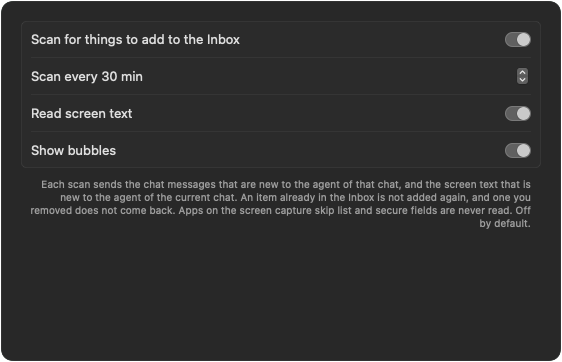 Scan for things to add to the Inbox
Scan every 30 min
Read screen text
Show bubbles
Each scan sends the chat messages that are new to the agent of that chat, and the screen text that is
new to the agent of the current chat. An item already in the Inbox is not added again, and one you
removed does not come back. Apps on the screen capture skip list and secure fields are never read. Off
by default.